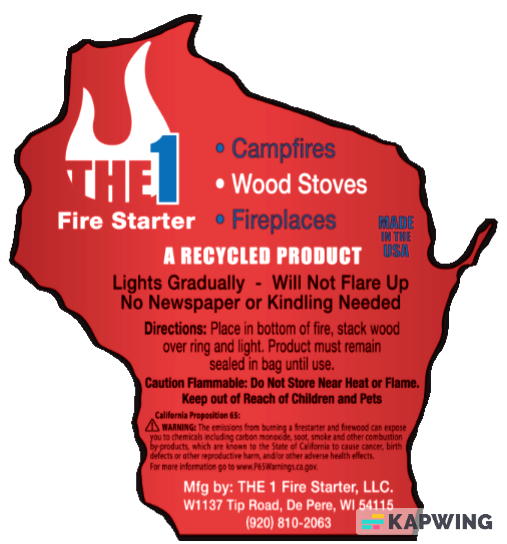 THE 1
Fire Starter
• Campfires
• Wood Stoves
• Fireplaces
MADE
IN THE
USA
A RECYCLED PRODUCT
Lights Gradually - Will Not Flare Up
No Newspaper or Kindling Needed
Directions: Place in bottom of fire, stack wood
over ring and light. Product must remain
sealed in bag until use.
Caution Flammable: Do Not Store Near Heat or Flame.
Keep out of Reach of Children and Pets
California Proposition 65:
WARNING: The emissions from burning a firestarter and firewood can expose
you to chemicals including carbon monoxide, soot, smoke and other combustion
by-products, which are known to the State of California to cause cancer, birth
defects or other reproductive harm, and/or other adverse health effects.
For more information go to www.P65Warnings.ca.gov.
Mfg by: THE 1 Fire Starter, LLC.
W1137 Tip Road, De Pere, WI 54115
(920) 810-2063
KAPWING